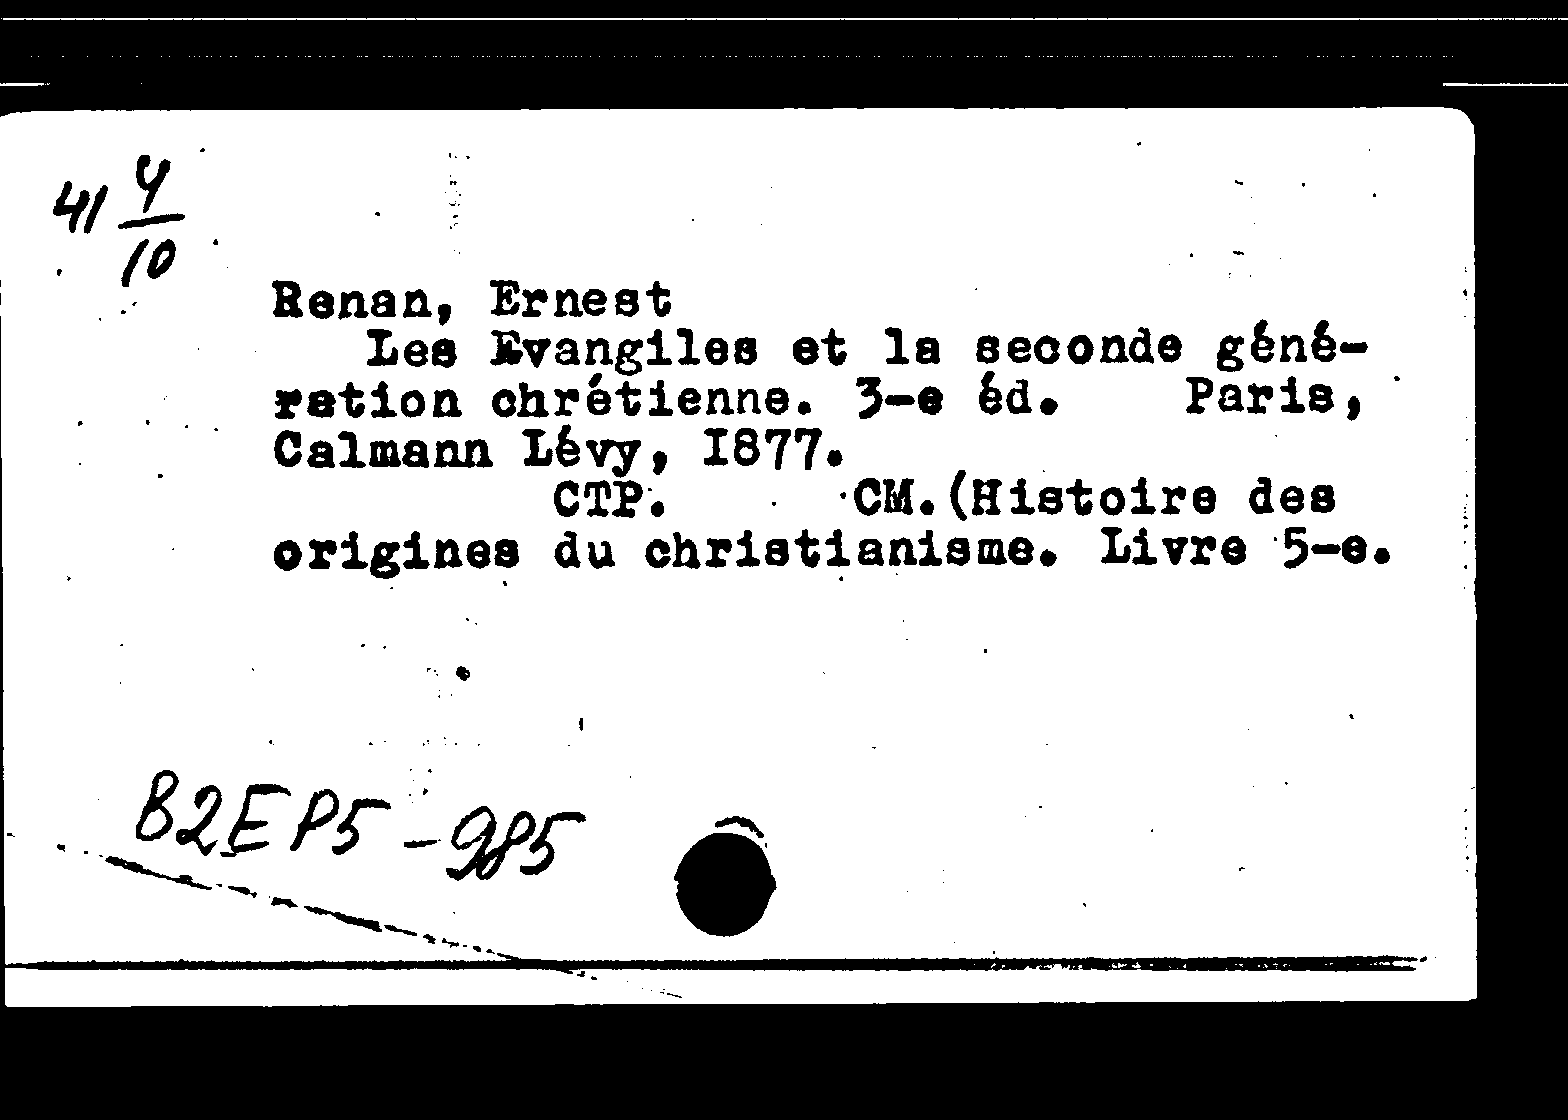 41 4/10
Renan, Ernest
Les Evangiles et la seconde géné-
ration chrétienne. 3-e éd. Paris,
Calmann Lévy, I877.
CTP. CM.(Histoire des
origines du christianisme. Livre 5-e.
B2EP5-985